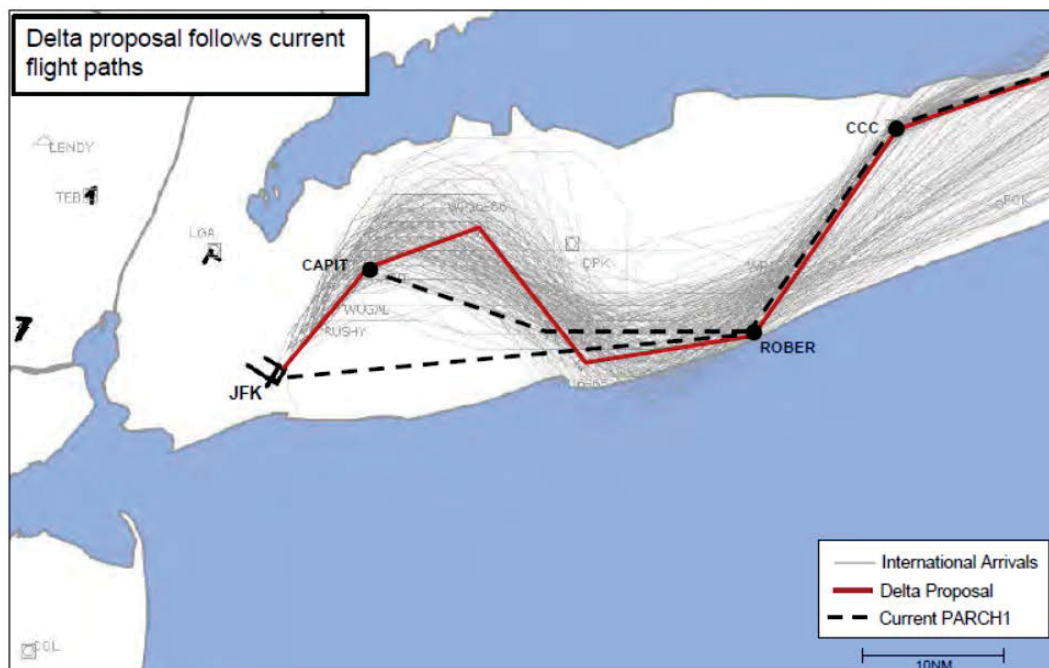 Delta proposal follows current
flight paths
CCC
LENDY
TEB
LGA
DPK
CAPIT
WUGAL
RUSHY
ROBER
JFK
International Arrivals
Delta Proposal
Current PARCH1
10NM